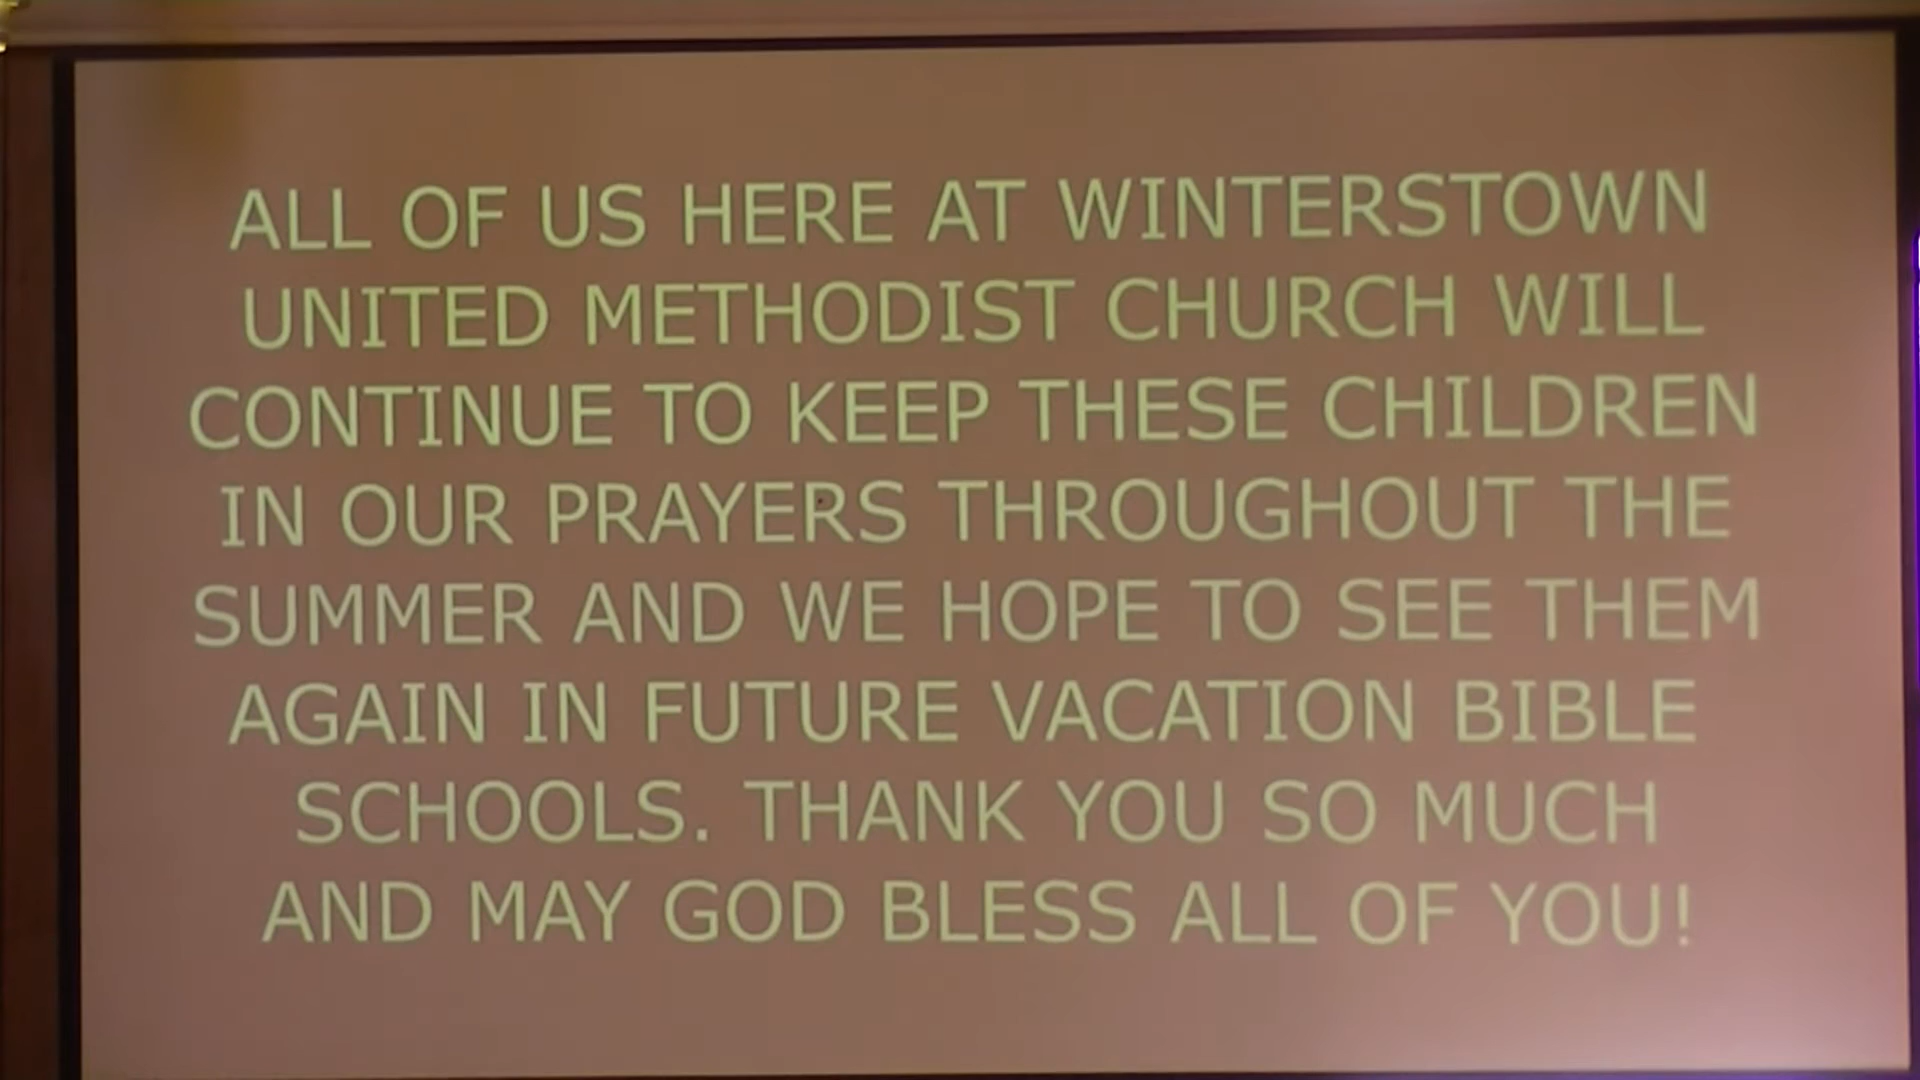 ALL OF US HERE AT WINTERSTOWN
UNITED METHODIST CHURCH WILL
CONTINUE TO KEEP THESE CHILDREN
IN OUR PRAYERS THROUGHOUT THE
SUMMER AND WE HOPE TO SEE THEM
AGAIN IN FUTURE VACATION BIBLE
SCHOOLS. THANK YOU SO MUCH
AND MAY GOD BLESS ALL OF YOU!